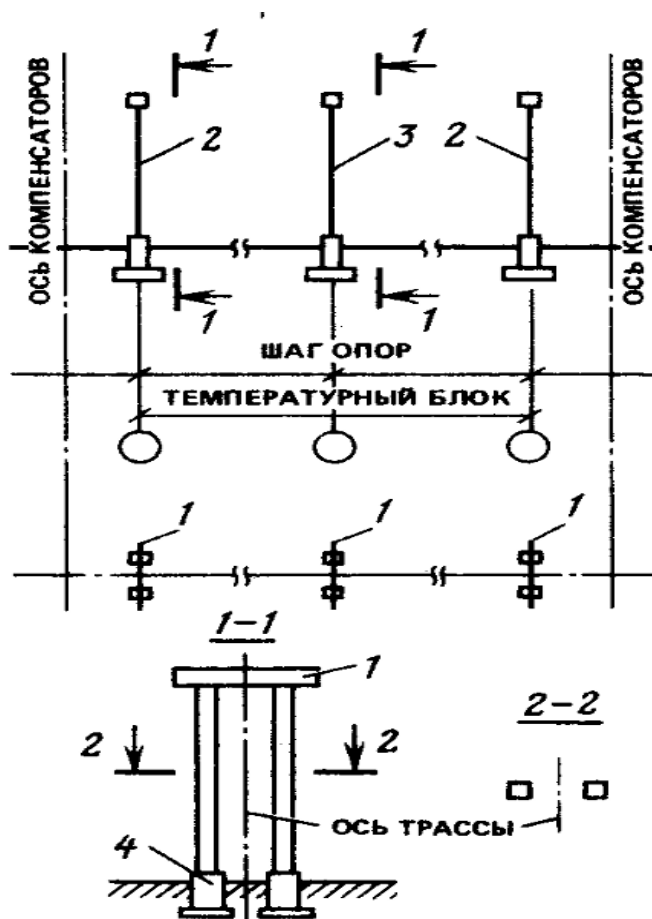 1 1
ОСЬ КОМПЕНСАТОРОВ
2 3 2
ОСЬ КОМПЕНСАТОРОВ
1 1
ШАГ ОПОР
ТЕМПЕРАТУРНЫЙ БЛОК
1 1 1
1-1
1
2-2
2 2
ОСЬ ТРАССЫ
4